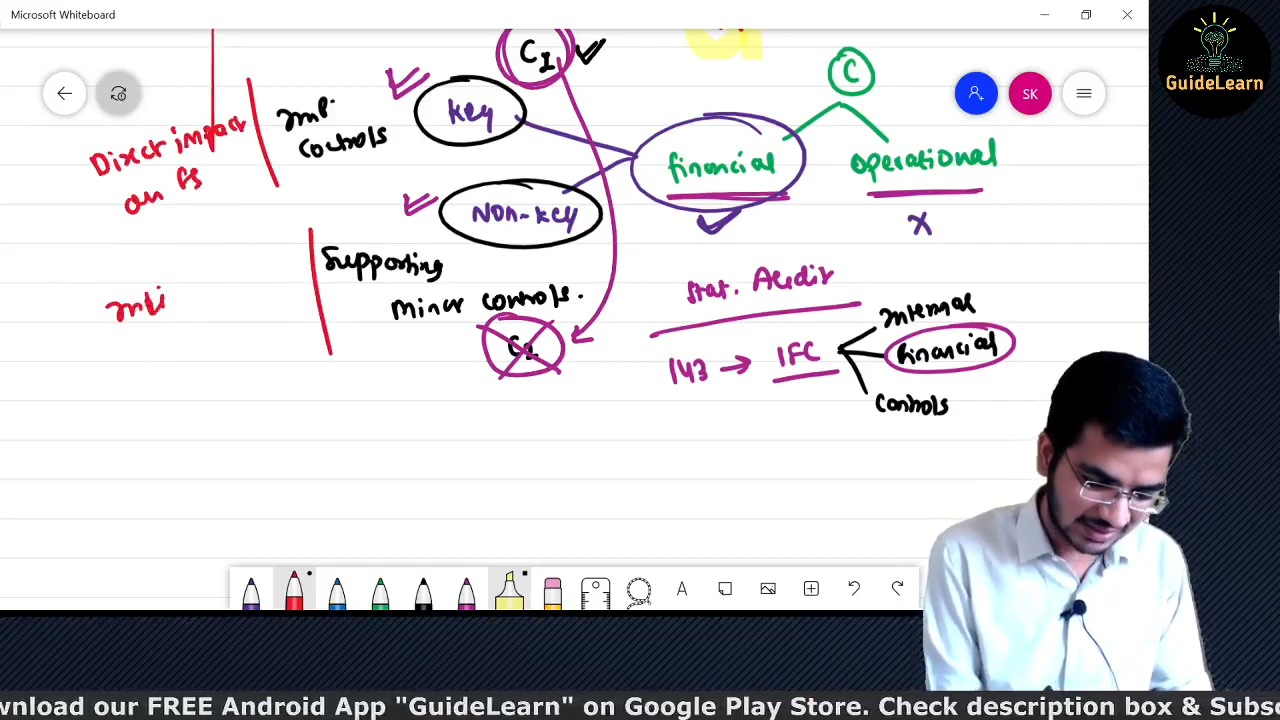 Microsoft Whiteboard
GuideLearn
SK
C
C1
Key
Imp.
Controls
Direct impact
on FS
financial
operational
x
Non-Key
Supporting
Minor controls.
C2
Stat. Audit
143 → IFC
Internal
financial
Controls
A
wnload our FREE Android App "GuideLearn" on Google Play Store. Check description box & Subsc